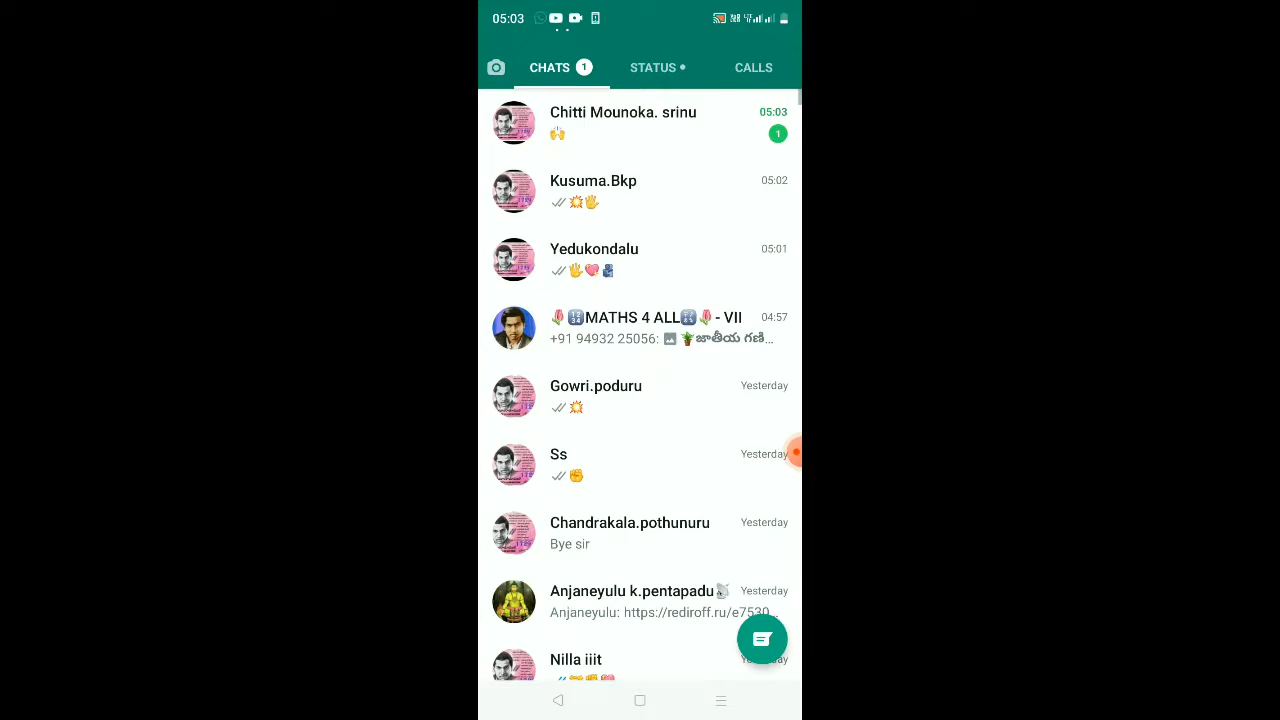 05:03
CHATS 1
STATUS
CALLS
Chitti Mounoka. srinu 05:03
1
Kusuma.Bkp 05:02
Yedukondalu 05:01
MATHS 4 ALL - VII 04:57
+91 94932 25056: జాతీయ గణి...
Gowri.poduru Yesterday
Ss Yesterday
Chandrakala.pothunuru Yesterday
Bye sir
Anjaneyulu k.pentapadu Yesterday
Anjaneyulu: https://rediroff.ru/e7530...
Nilla iiit Yesterday